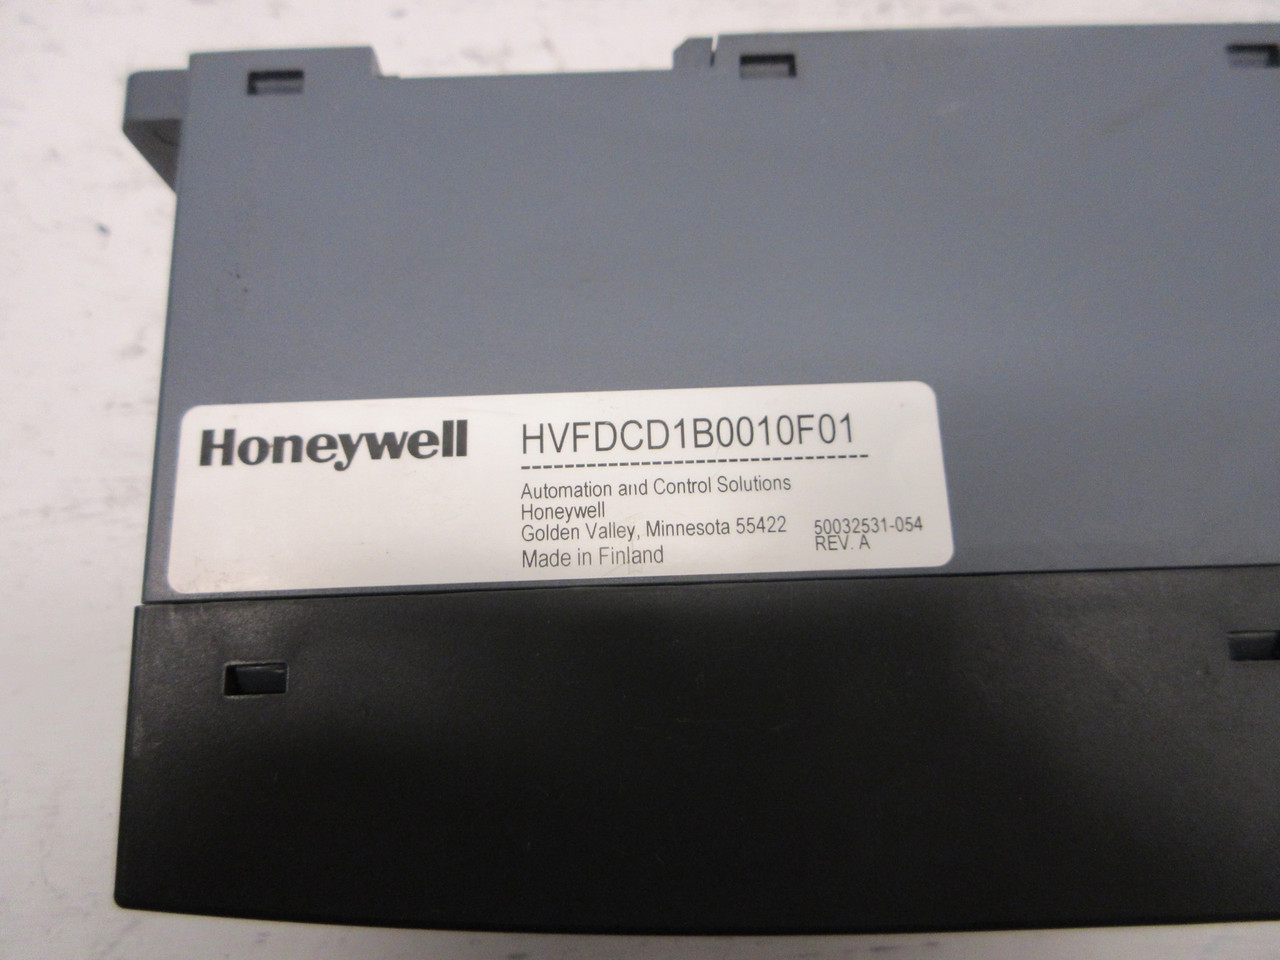 Honeywell
HVFDCD1B0010F01
Automation and Control Solutions
Honeywell
Golden Valley, Minnesota 55422
Made in Finland
50032531-054
REV. A